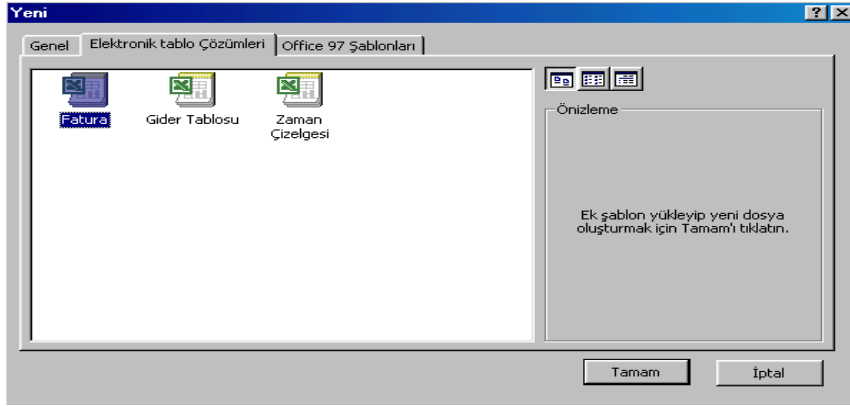 Yeni
Genel
Elektronik tablo Çözümleri
Office 97 Şablonları
Fatura
Gider Tablosu
Zaman
Çizelgesi
Önizleme
Ek şablon yükleyip yeni dosya
oluşturmak için Tamam'ı tıklatın.
Tamam
İptal